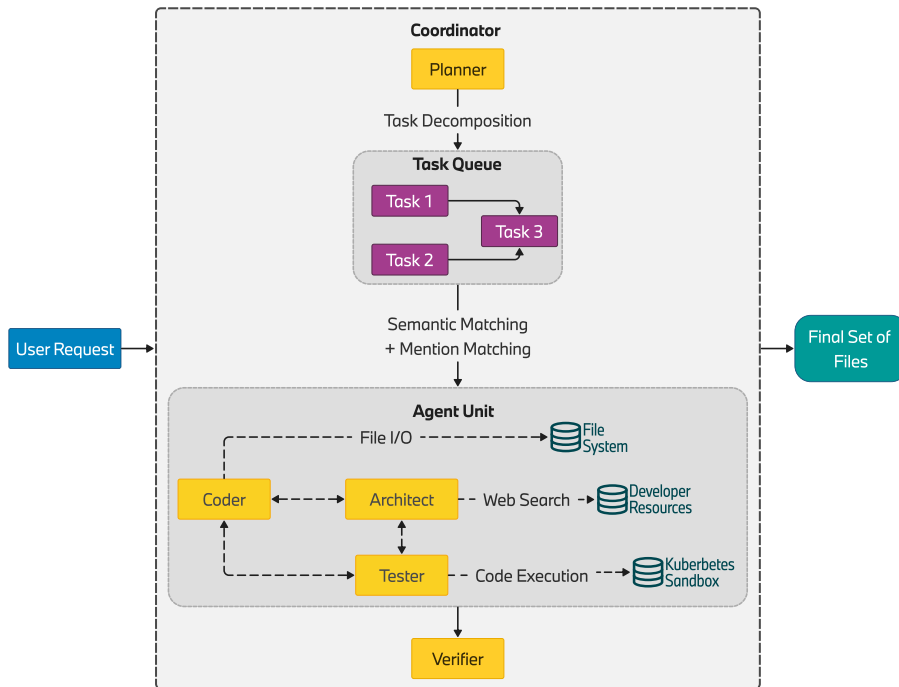 Coordinator
Planner
Task Decomposition
Task Queue
Task 1
Task 3
Task 2
Semantic Matching
+ Mention Matching
User Request
Final Set of
Files
Agent Unit
File I/O
File
System
Coder
Architect
Web Search
Developer
Resources
Tester
Code Execution
Kuberbetes
Sandbox
Verifier